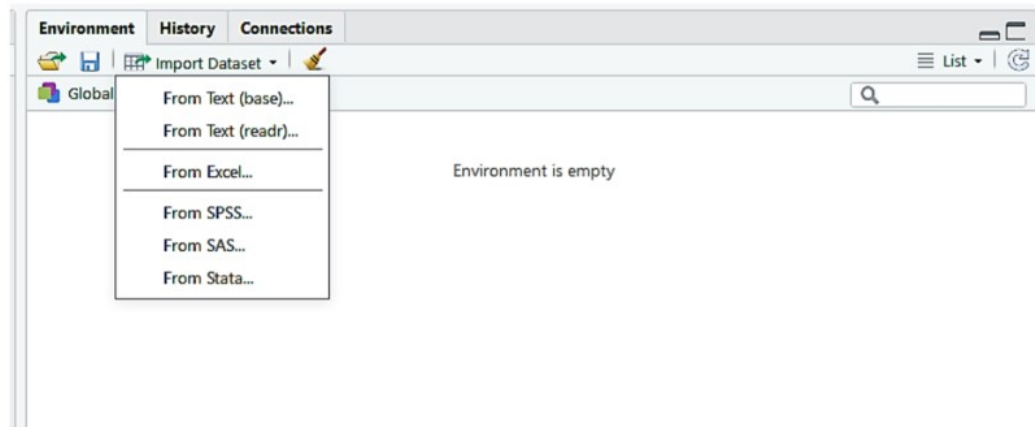 Environment History Connections
Import Dataset List
Global
From Text (base)...
From Text (readr)...
From Excel...
Environment is empty
From SPSS...
From SAS...
From Stata...